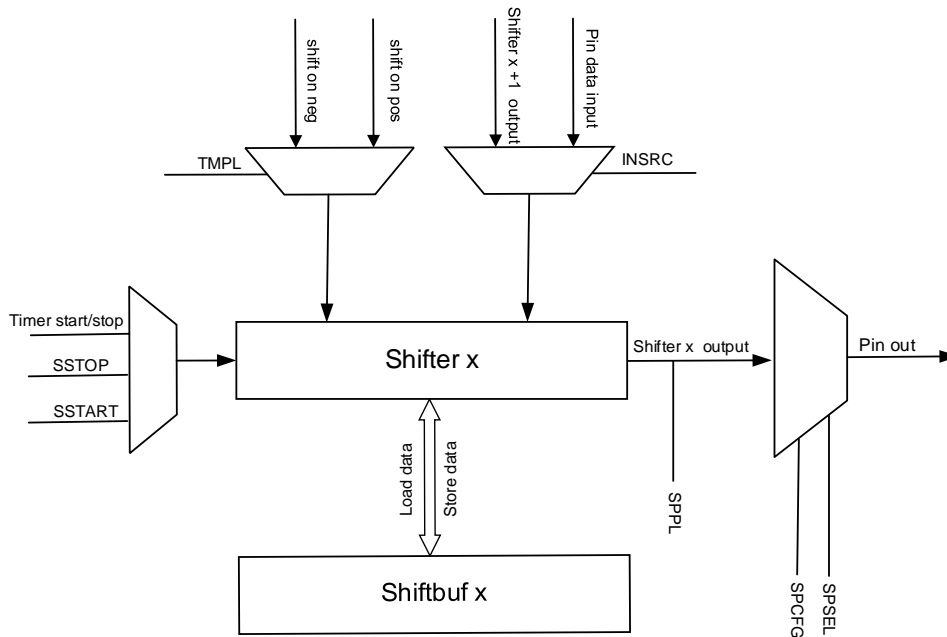 shift on neg
shift on pos
Shifter x +1 output
Pin data input
TMPL
INSRC
Timer start/stop
SSTOP
SSTART
Shifter x
Shifter x output
Pin out
Load data
Store data
SPPL
SPCFG
SPSEL
Shiftbuf x